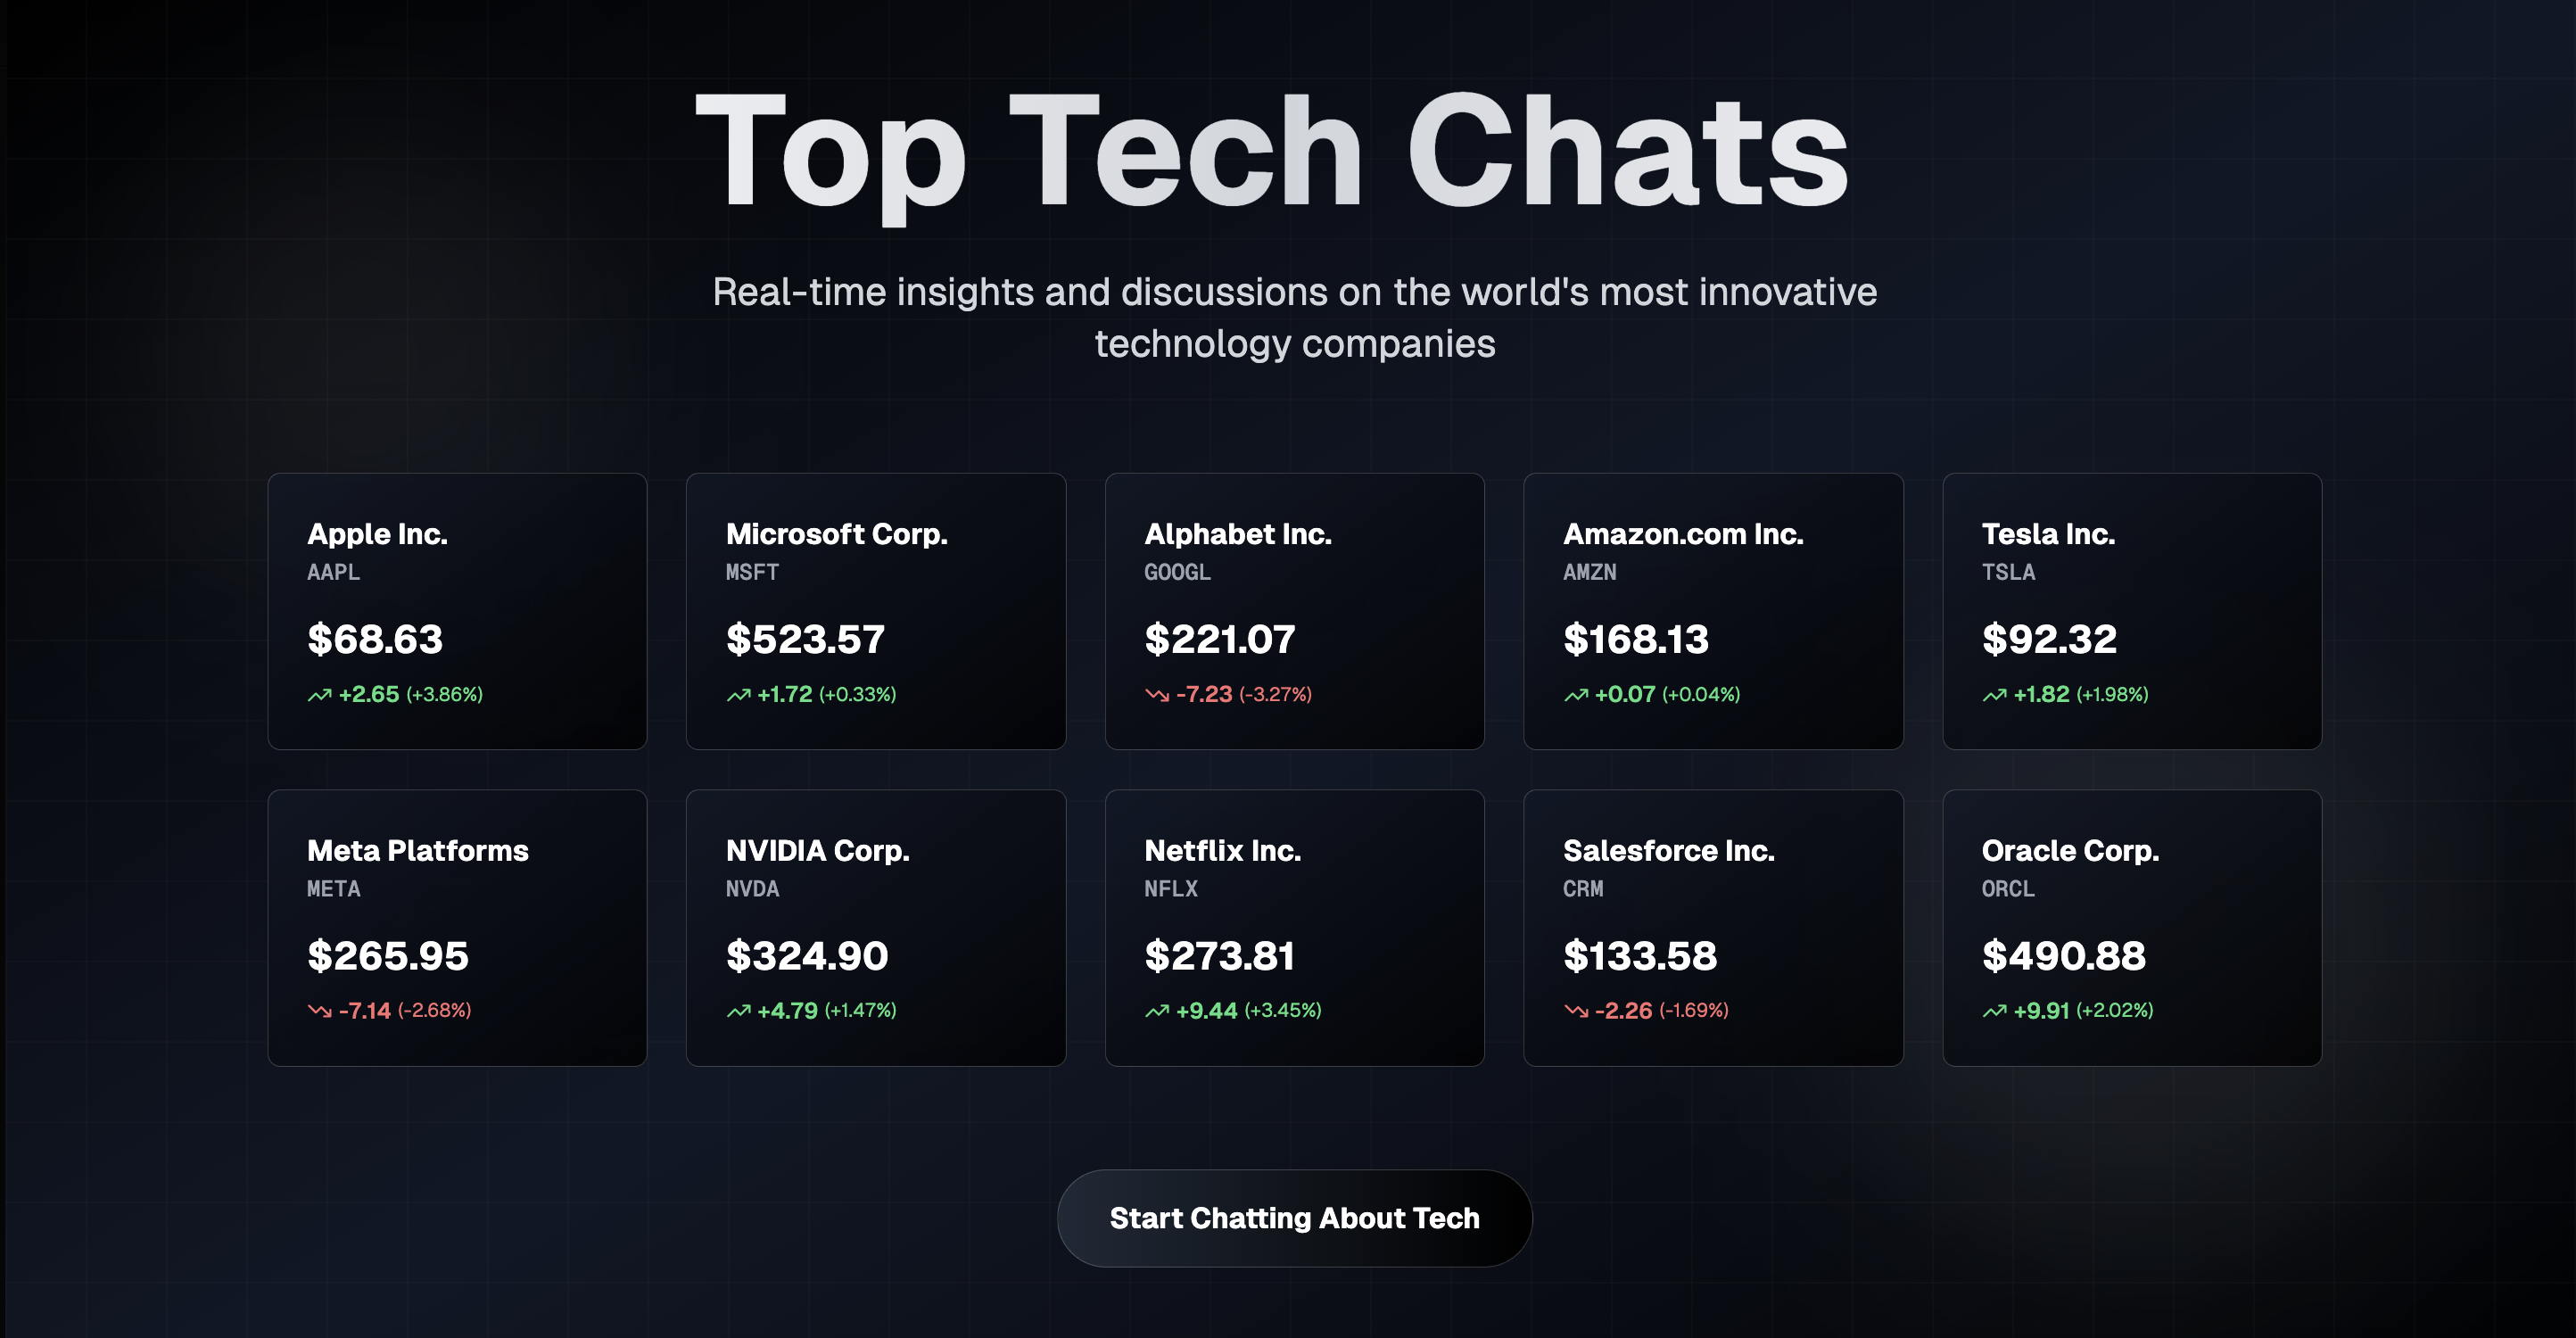 Top Tech Chats
Real-time insights and discussions on the world's most innovative
technology companies
Apple Inc.
AAPL
$68.63
+2.65 (+3.86%)
Microsoft Corp.
MSFT
$523.57
+1.72 (+0.33%)
Alphabet Inc.
GOOGL
$221.07
-7.23 (-3.27%)
Amazon.com Inc.
AMZN
$168.13
+0.07 (+0.04%)
Tesla Inc.
TSLA
$92.32
+1.82 (+1.98%)
Meta Platforms
META
$265.95
-7.14 (-2.68%)
NVIDIA Corp.
NVDA
$324.90
+4.79 (+1.47%)
Netflix Inc.
NFLX
$273.81
+9.44 (+3.45%)
Salesforce Inc.
CRM
$133.58
-2.26 (-1.69%)
Oracle Corp.
ORCL
$490.88
+9.91 (+2.02%)
Start Chatting About Tech